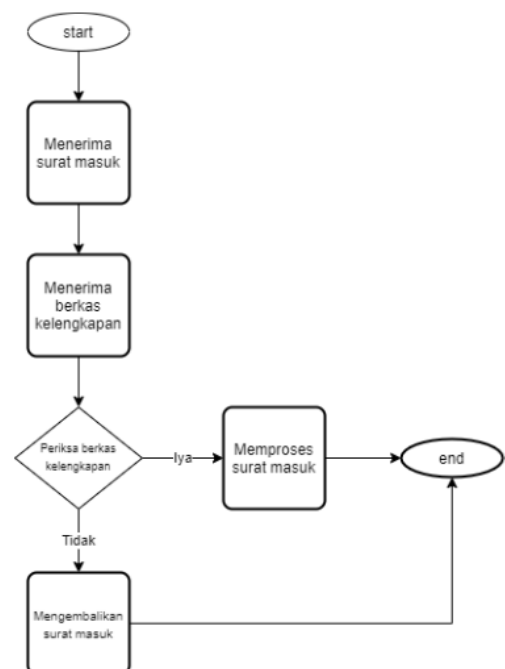 start
Menerima
surat masuk
Menerima
berkas
kelengkapan
Periksa berkas
kelengkapan
Iya
Memproses
surat masuk
end
Tidak
Mengembalikan
surat masuk